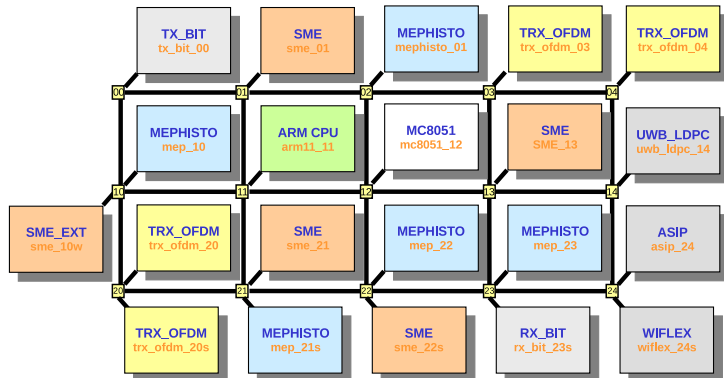 TX_BIT
tx_bit_00
SME
sme_01
MEPHISTO
mephisto_01
TRX_OFDM
trx_ofdm_03
TRX_OFDM
trx_ofdm_04
00
01
02
03
04
MEPHISTO
mep_10
ARM CPU
arm11_11
MC8051
mc8051_12
SME
SME_13
UWB_LDPC
uwb_ldpc_14
10
11
12
13
14
SME_EXT
sme_10w
TRX_OFDM
trx_ofdm_20
SME
sme_21
MEPHISTO
mep_22
MEPHISTO
mep_23
ASIP
asip_24
20
21
22
23
24
TRX_OFDM
trx_ofdm_20s
MEPHISTO
mep_21s
SME
sme_22s
RX_BIT
rx_bit_23s
WIFLEX
wiflex_24s